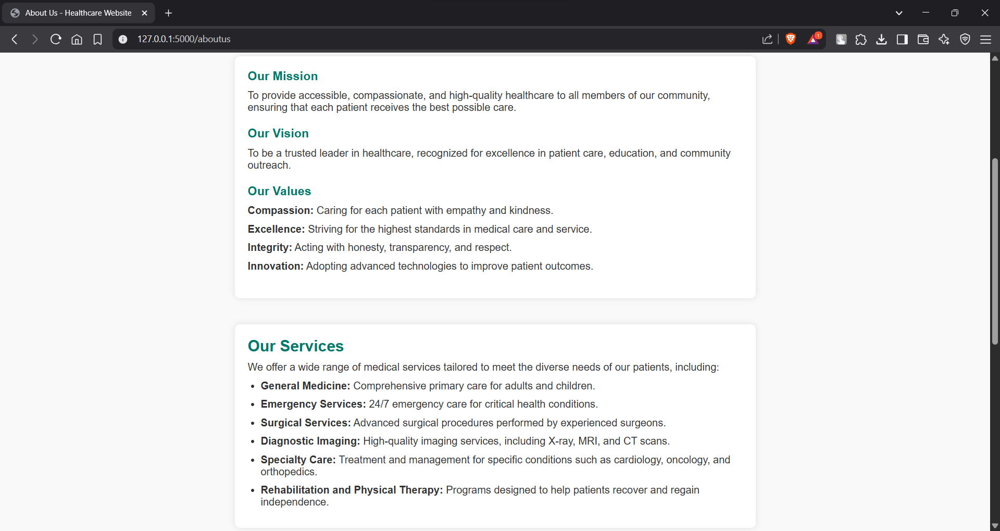 About Us - Healthcare Website
127.0.0.1:5000/aboutus
1
Our Mission
To provide accessible, compassionate, and high-quality healthcare to all members of our community,
ensuring that each patient receives the best possible care.
Our Vision
To be a trusted leader in healthcare, recognized for excellence in patient care, education, and community
outreach.
Our Values
Compassion: Caring for each patient with empathy and kindness.
Excellence: Striving for the highest standards in medical care and service.
Integrity: Acting with honesty, transparency, and respect.
Innovation: Adopting advanced technologies to improve patient outcomes.
Our Services
We offer a wide range of medical services tailored to meet the diverse needs of our patients, including:
• General Medicine: Comprehensive primary care for adults and children.
• Emergency Services: 24/7 emergency care for critical health conditions.
• Surgical Services: Advanced surgical procedures performed by experienced surgeons.
• Diagnostic Imaging: High-quality imaging services, including X-ray, MRI, and CT scans.
• Specialty Care: Treatment and management for specific conditions such as cardiology, oncology, and
orthopedics.
• Rehabilitation and Physical Therapy: Programs designed to help patients recover and regain
independence.